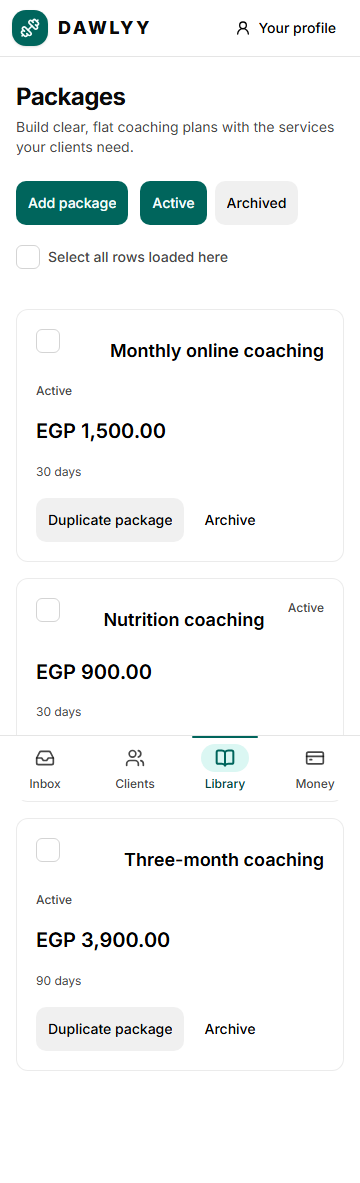 DAWLYY
Your profile
Packages
Build clear, flat coaching plans with the services
your clients need.
Add package
Active
Archived
Select all rows loaded here
Monthly online coaching
Active
EGP 1,500.00
30 days
Duplicate package
Archive
Nutrition coaching
Active
EGP 900.00
30 days
Inbox
Clients
Library
Money
Three-month coaching
Active
EGP 3,900.00
90 days
Duplicate package
Archive